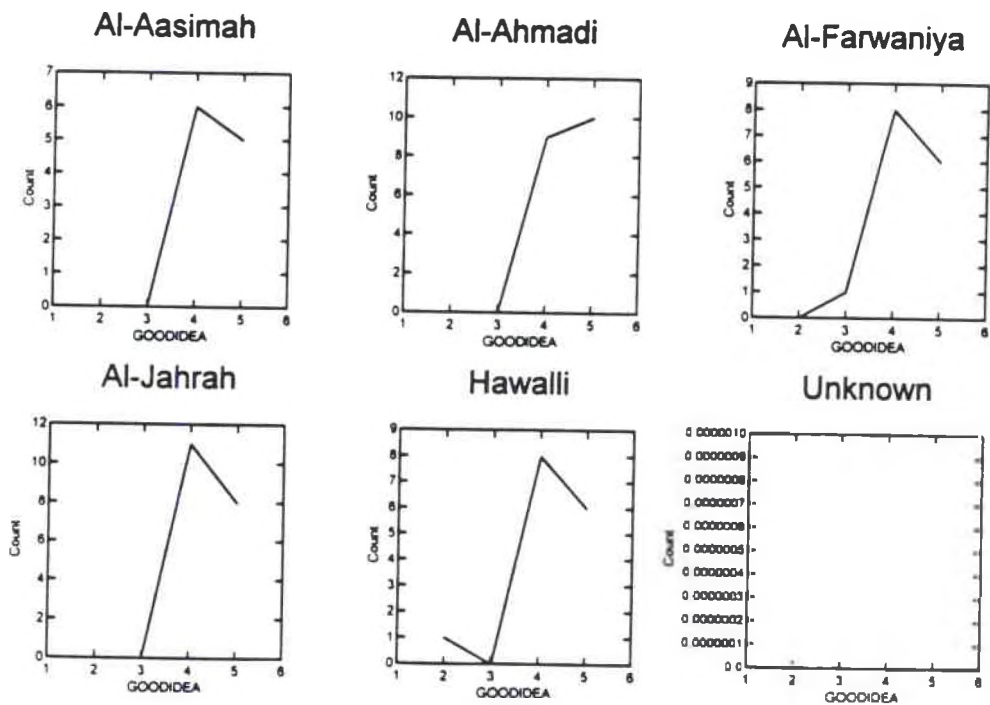 Al-Aasimah
7
6
5
4
3
2
1
0
Count
1 2 3 4 5 6
GOODIDEA
Al-Ahmadi
12
10
8
6
4
2
0
Count
1 2 3 4 5 6
GOODIDEA
Al-Farwaniya
9
8
7
6
5
4
3
2
1
0
Count
1 2 3 4 5 6
GOODIDEA
Al-Jahrah
12
10
8
6
4
2
0
Count
1 2 3 4 5 6
GOODIDEA
Hawalli
9
8
7
6
5
4
3
2
1
0
Count
1 2 3 4 5 6
GOODIDEA
Unknown
0.0000010
0.0000009
0.0000008
0.0000007
0.0000006
0.0000005
0.0000004
0.0000003
0.0000002
0.0000001
0.0
Count
1 2 3 4 5 6
GOODIDEA